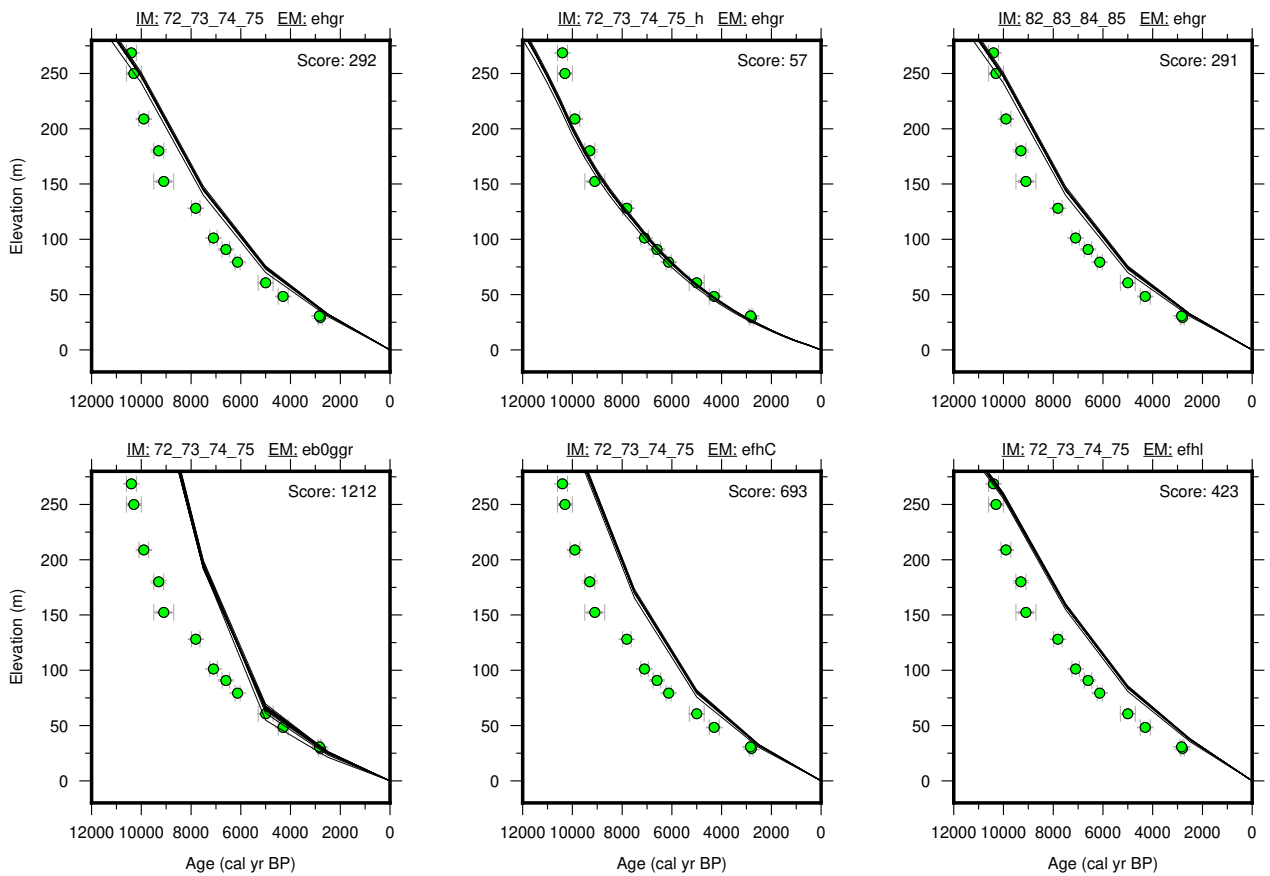 IM: 72_73_74_75 EM: ehgr
IM: 72_73_74_75_h EM: ehgr
IM: 82_83_84_85 EM: ehgr
Score: 292
Score: 57
Score: 291
Elevation (m)
250
200
150
100
50
0
250
200
150
100
50
0
250
200
150
100
50
0
12000 10000 8000 6000 4000 2000 0
12000 10000 8000 6000 4000 2000 0
12000 10000 8000 6000 4000 2000 0
IM: 72_73_74_75 EM: eb0ggr
IM: 72_73_74_75 EM: efhC
IM: 72_73_74_75 EM: efhl
Score: 1212
Score: 693
Score: 423
Elevation (m)
250
200
150
100
50
0
250
200
150
100
50
0
250
200
150
100
50
0
12000 10000 8000 6000 4000 2000 0
12000 10000 8000 6000 4000 2000 0
12000 10000 8000 6000 4000 2000 0
Age (cal yr BP)
Age (cal yr BP)
Age (cal yr BP)